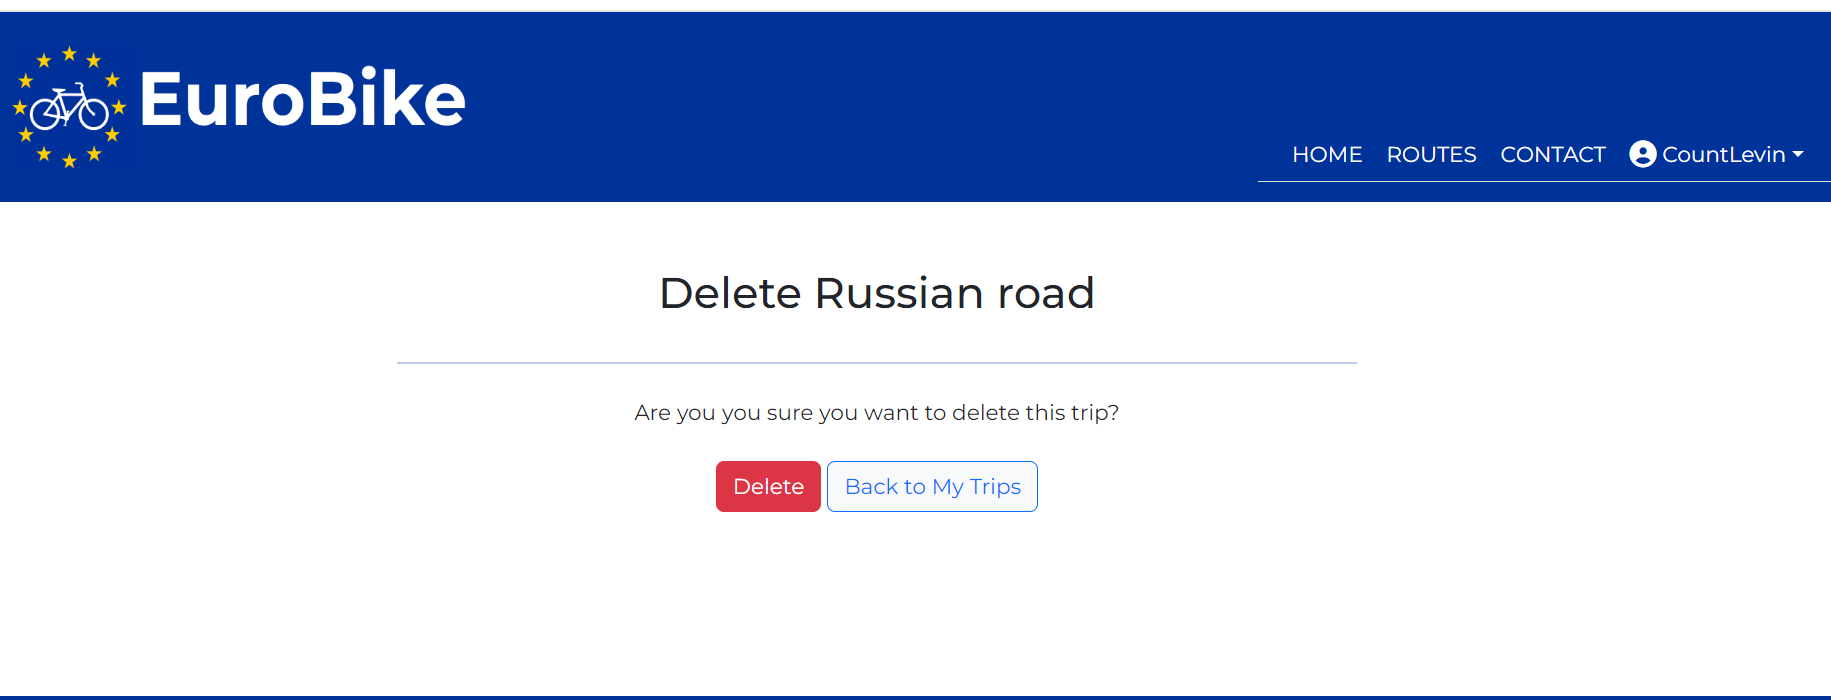 EuroBike
HOME ROUTES CONTACT CountLevin
Delete Russian road
Are you you sure you want to delete this trip?
Delete Back to My Trips